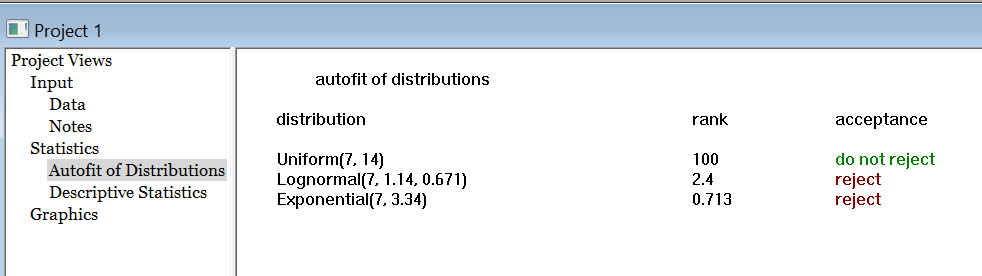 Project 1
Project Views
Input
Data
Notes
Statistics
Autofit of Distributions
Descriptive Statistics
Graphics
autofit of distributions
distribution rank acceptance
Uniform(7, 14) 100 do not reject
Lognormal(7, 1.14, 0.671) 2.4 reject
Exponential(7, 3.34) 0.713 reject